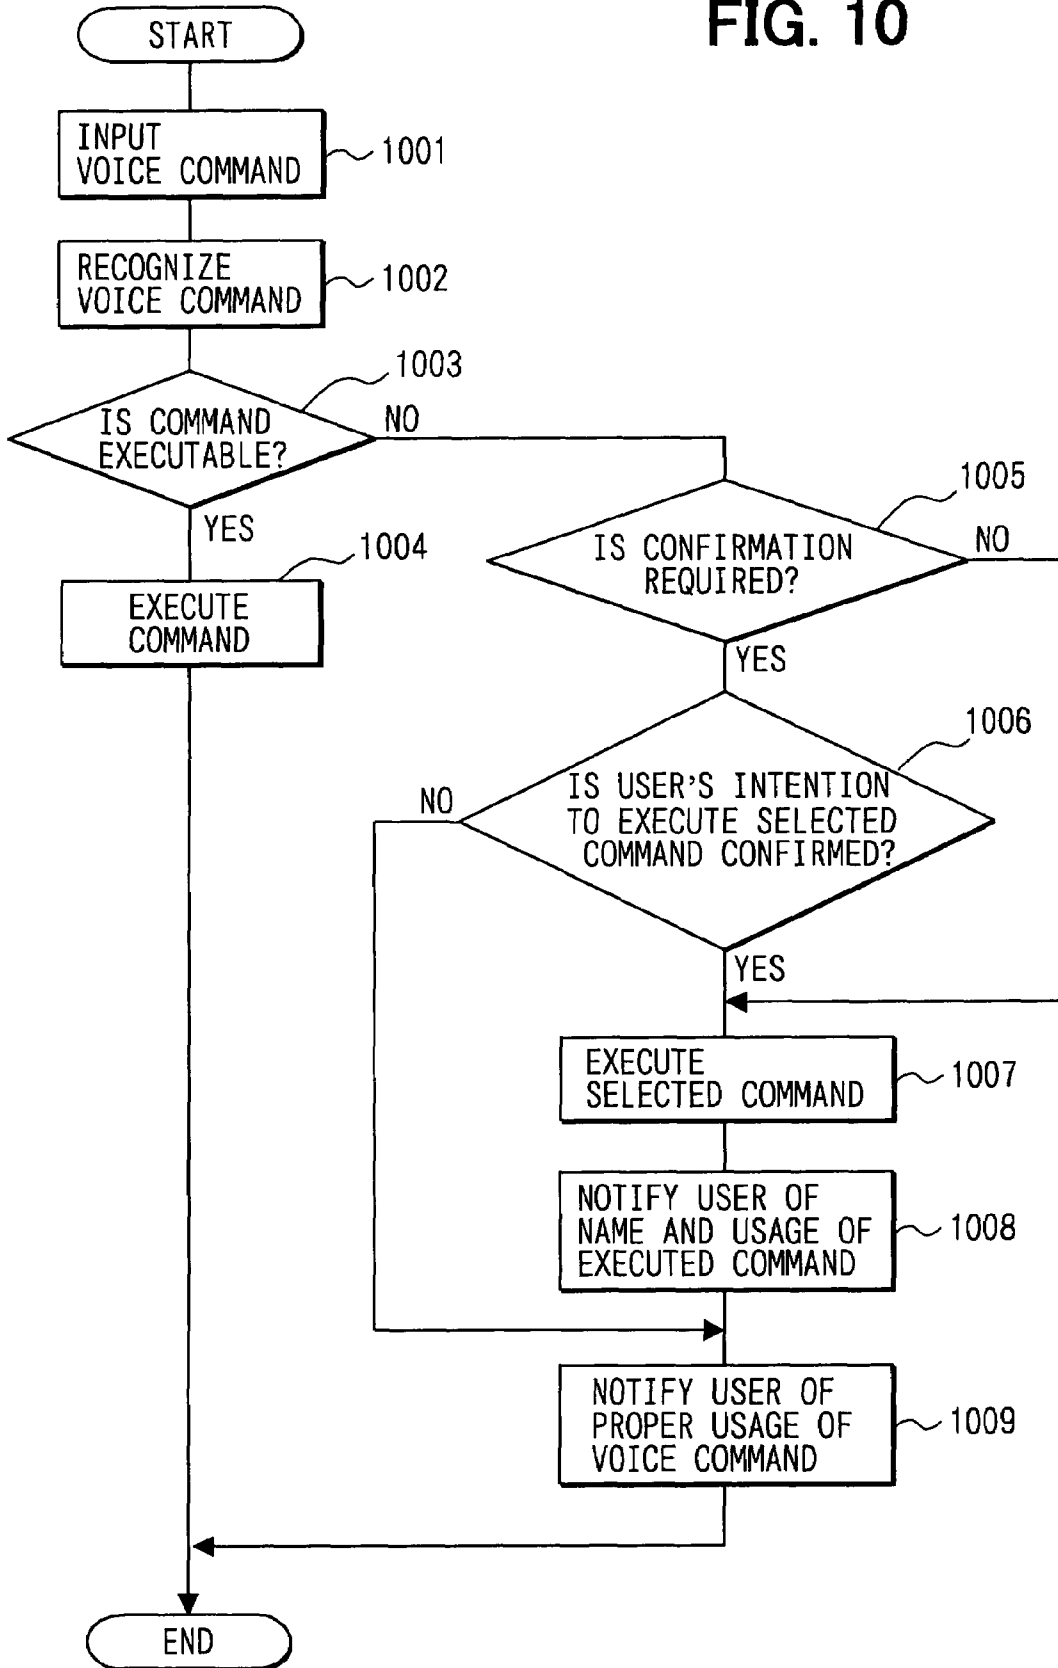 FIG. 10
START
INPUT
VOICE COMMAND
1001
RECOGNIZE
VOICE COMMAND
1002
1003
IS COMMAND
EXECUTABLE?
NO
YES
1004
EXECUTE
COMMAND
1005
IS CONFIRMATION
REQUIRED?
NO
YES
1006
IS USER'S INTENTION
TO EXECUTE SELECTED
COMMAND CONFIRMED?
NO
YES
EXECUTE
SELECTED COMMAND
1007
NOTIFY USER OF
NAME AND USAGE OF
EXECUTED COMMAND
1008
NOTIFY USER OF
PROPER USAGE OF
VOICE COMMAND
1009
END